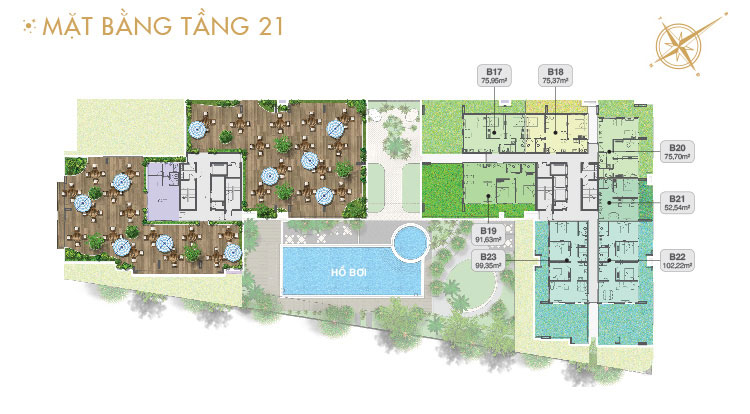 MẶT BẰNG TẦNG 21
B17
75,95m²
B18
75,37m²
B20
75,70m²
B21
52,54m²
B19
91,63m²
B23
99,35m²
B22
102,22m²
HỒ BƠI